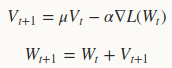 V_{t+1} = μV_t − α∇L(W_t)
W_{t+1} = W_t + V_{t+1}